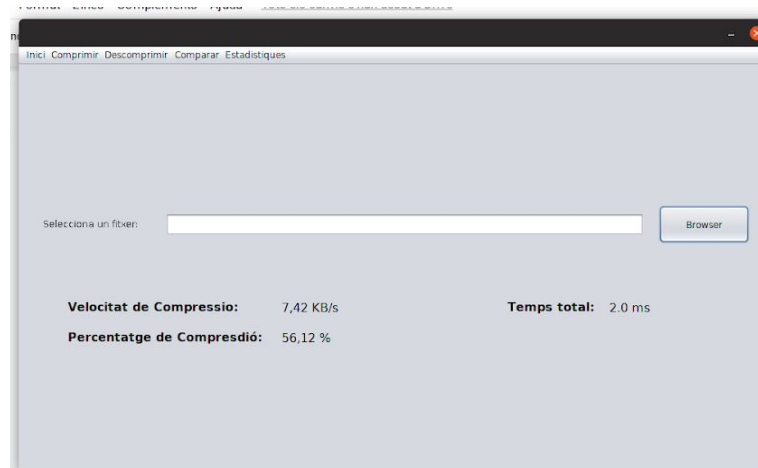 Inici Comprimir Descomprimir Comparar Estadistiques
Selecciona un fitxer:
Browser
Velocitat de Compressio: 7,42 KB/s Temps total: 2.0 ms
Percentatge de Compresdió: 56,12 %